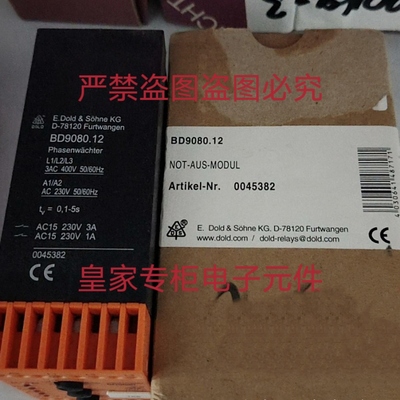 严禁盗图盗图必究
E. Dold & Söhne KG
D-78120 Furtwangen
BD9080.12
Phasenwächter
L1/L2/L3
3AC 400V 50/60Hz
A1/A2
AC 230V 50/60Hz
tv = 0,1-5s
AC15 230V 3A
AC15 230V 1A
0045382
CE
BD9080.12
NOT-AUS-MODUL
Artikel-Nr. 0045382
E. Dold & Söhne KG. D-78120 Furtwangen
www.dold.com / dold-relays@dold.com
CE
4030641148717
皇家专柜电子元件